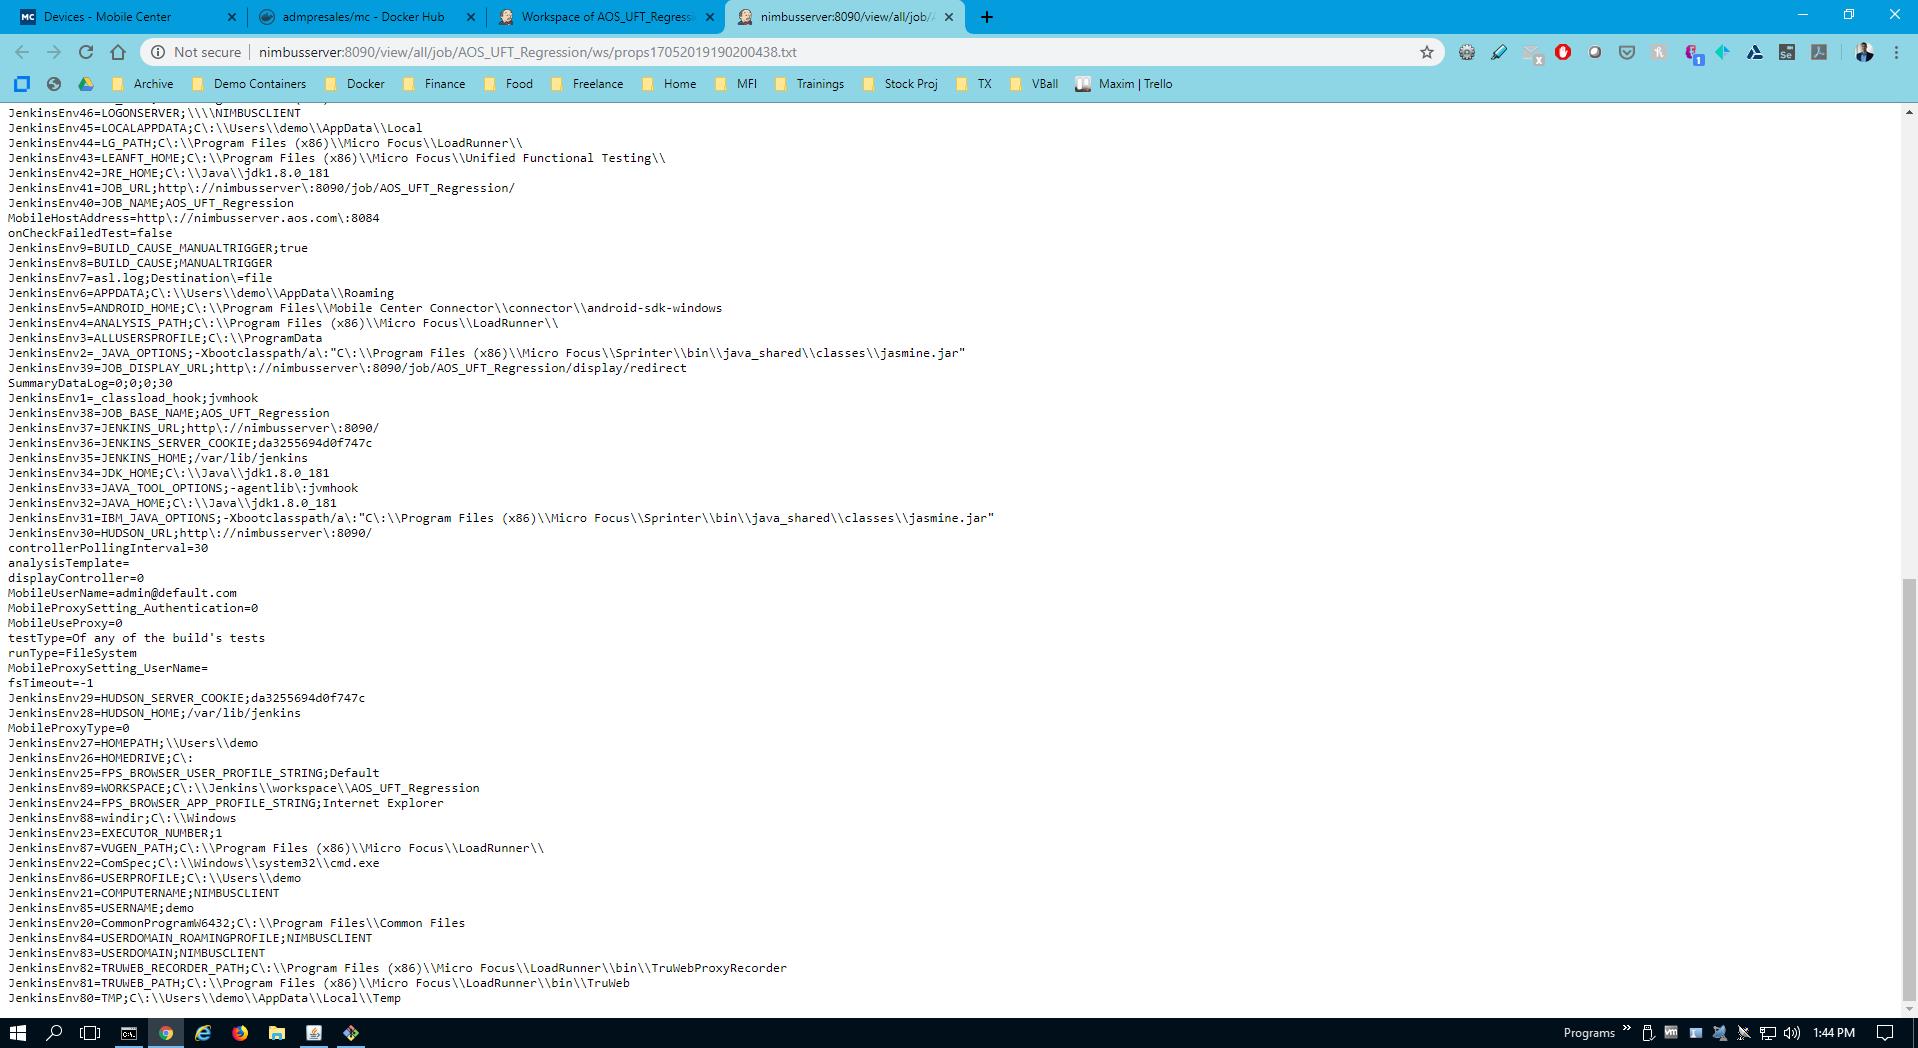 Devices - Mobile Center
admpresales/mc - Docker Hub
Workspace of AOS_UFT_Regressi
nimbusserver:8090/view/all/job/A
Not secure | nimbusserver:8090/view/all/job/AOS_UFT_Regression/ws/props17052019190200438.txt
Archive Demo Containers Docker Finance Food Freelance Home MFI Trainings Stock Proj TX VBall Maxim | Trello
JenkinsEnv46=LOGONSERVER;\\\\NIMBUSCLIENT
JenkinsEnv45=LOCALAPPDATA;C\:\\Users\\demo\\AppData\\Local
JenkinsEnv44=LG_PATH;C\:\\Program Files (x86)\\Micro Focus\\LoadRunner\\
JenkinsEnv43=LEANFT_HOME;C\:\\Program Files (x86)\\Micro Focus\\Unified Functional Testing\\
JenkinsEnv42=JRE_HOME;C\:\\Java\\jdk1.8.0_181
JenkinsEnv41=JOB_URL;http\://nimbusserver\:8090/job/AOS_UFT_Regression/
JenkinsEnv40=JOB_NAME;AOS_UFT_Regression
MobileHostAddress=http\://nimbusserver.aos.com\:8084
onCheckFailedTest=false
JenkinsEnv9=BUILD_CAUSE_MANUALTRIGGER;true
JenkinsEnv8=BUILD_CAUSE;MANUALTRIGGER
JenkinsEnv7=asl.log;Destination\=file
JenkinsEnv6=APPDATA;C\:\\Users\\demo\\AppData\\Roaming
JenkinsEnv5=ANDROID_HOME;C\:\\Program Files\\Mobile Center Connector\\connector\\android-sdk-windows
JenkinsEnv4=ANALYSIS_PATH;C\:\\Program Files (x86)\\Micro Focus\\LoadRunner\\
JenkinsEnv3=ALLUSERSPROFILE;C\:\\ProgramData
JenkinsEnv2=_JAVA_OPTIONS;-Xbootclasspath/a\:"C\:\\Program Files (x86)\\Micro Focus\\Sprinter\\bin\\java_shared\\classes\\jasmine.jar"
JenkinsEnv39=JOB_DISPLAY_URL;http\://nimbusserver\:8090/job/AOS_UFT_Regression/display/redirect
SummaryDataLog=0;0;0;30
JenkinsEnv1=_classload_hook;jvmhook
JenkinsEnv38=JOB_BASE_NAME;AOS_UFT_Regression
JenkinsEnv37=JENKINS_URL;http\://nimbusserver\:8090/
JenkinsEnv36=JENKINS_SERVER_COOKIE;da3255694d0f747c
JenkinsEnv35=JENKINS_HOME;/var/lib/jenkins
JenkinsEnv34=JDK_HOME;C\:\\Java\\jdk1.8.0_181
JenkinsEnv33=JAVA_TOOL_OPTIONS;-agentlib\:jvmhook
JenkinsEnv32=JAVA_HOME;C\:\\Java\\jdk1.8.0_181
JenkinsEnv31=IBM_JAVA_OPTIONS;-Xbootclasspath/a\:"C\:\\Program Files (x86)\\Micro Focus\\Sprinter\\bin\\java_shared\\classes\\jasmine.jar"
JenkinsEnv30=HUDSON_URL;http\://nimbusserver\:8090/
controllerPollingInterval=30
analysisTemplate=
displayController=0
MobileUserName=admin@default.com
MobileProxySetting_Authentication=0
MobileUseProxy=0
testType=Of any of the build's tests
runType=FileSystem
MobileProxySetting_UserName=
fsTimeout=-1
JenkinsEnv29=HUDSON_SERVER_COOKIE;da3255694d0f747c
JenkinsEnv28=HUDSON_HOME;/var/lib/jenkins
MobileProxyType=0
JenkinsEnv27=HOMEPATH;\\Users\\demo
JenkinsEnv26=HOMEDRIVE;C\:
JenkinsEnv25=FPS_BROWSER_USER_PROFILE_STRING;Default
JenkinsEnv89=WORKSPACE;C\:\\Jenkins\\workspace\\AOS_UFT_Regression
JenkinsEnv24=FPS_BROWSER_APP_PROFILE_STRING;Internet Explorer
JenkinsEnv88=windir;C\:\\Windows
JenkinsEnv23=EXECUTOR_NUMBER;1
JenkinsEnv87=VUGEN_PATH;C\:\\Program Files (x86)\\Micro Focus\\LoadRunner\\
JenkinsEnv22=ComSpec;C\:\\Windows\\system32\\cmd.exe
JenkinsEnv86=USERPROFILE;C\:\\Users\\demo
JenkinsEnv21=COMPUTERNAME;NIMBUSCLIENT
JenkinsEnv85=USERNAME;demo
JenkinsEnv20=CommonProgramW6432;C\:\\Program Files\\Common Files
JenkinsEnv84=USERDOMAIN_ROAMINGPROFILE;NIMBUSCLIENT
JenkinsEnv83=USERDOMAIN;NIMBUSCLIENT
JenkinsEnv82=TRUWEB_RECORDER_PATH;C\:\\Program Files (x86)\\Micro Focus\\LoadRunner\\bin\\TruWebProxyRecorder
JenkinsEnv81=TRUWEB_PATH;C\:\\Program Files (x86)\\Micro Focus\\LoadRunner\\bin\\TruWeb
JenkinsEnv80=TMP;C\:\\Users\\demo\\AppData\\Local\\Temp
Programs » 1:44 PM